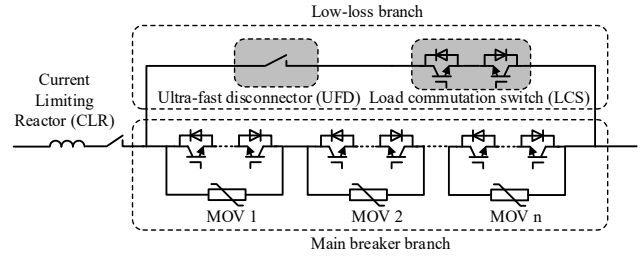 Low-loss branch
Current
Limiting
Reactor (CLR)
Ultra-fast disconnector (UFD)
Load commutation switch (LCS)
MOV 1
MOV 2
MOV n
Main breaker branch